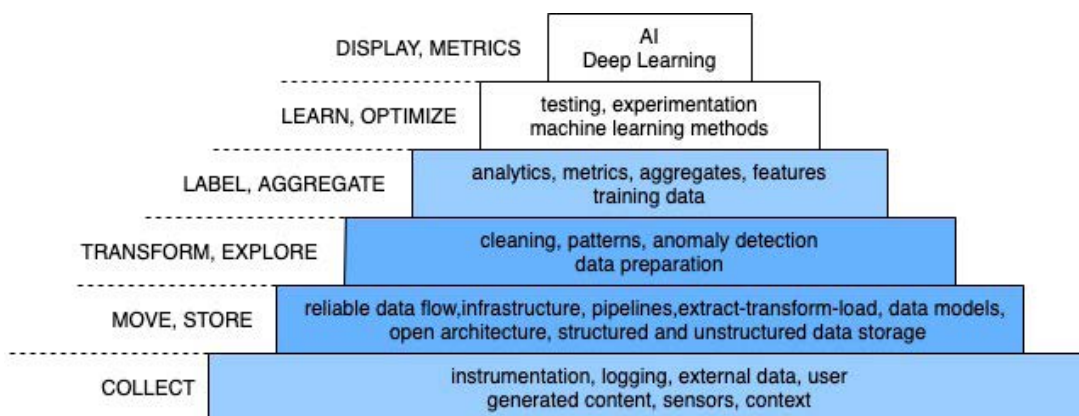 DISPLAY, METRICS
AI
Deep Learning
LEARN, OPTIMIZE
testing, experimentation
machine learning methods
LABEL, AGGREGATE
analytics, metrics, aggregates, features
training data
TRANSFORM, EXPLORE
cleaning, patterns, anomaly detection
data preparation
MOVE, STORE
reliable data flow,infrastructure, pipelines,extract-transform-load, data models,
open architecture, structured and unstructured data storage
COLLECT
instrumentation, logging, external data, user
generated content, sensors, context